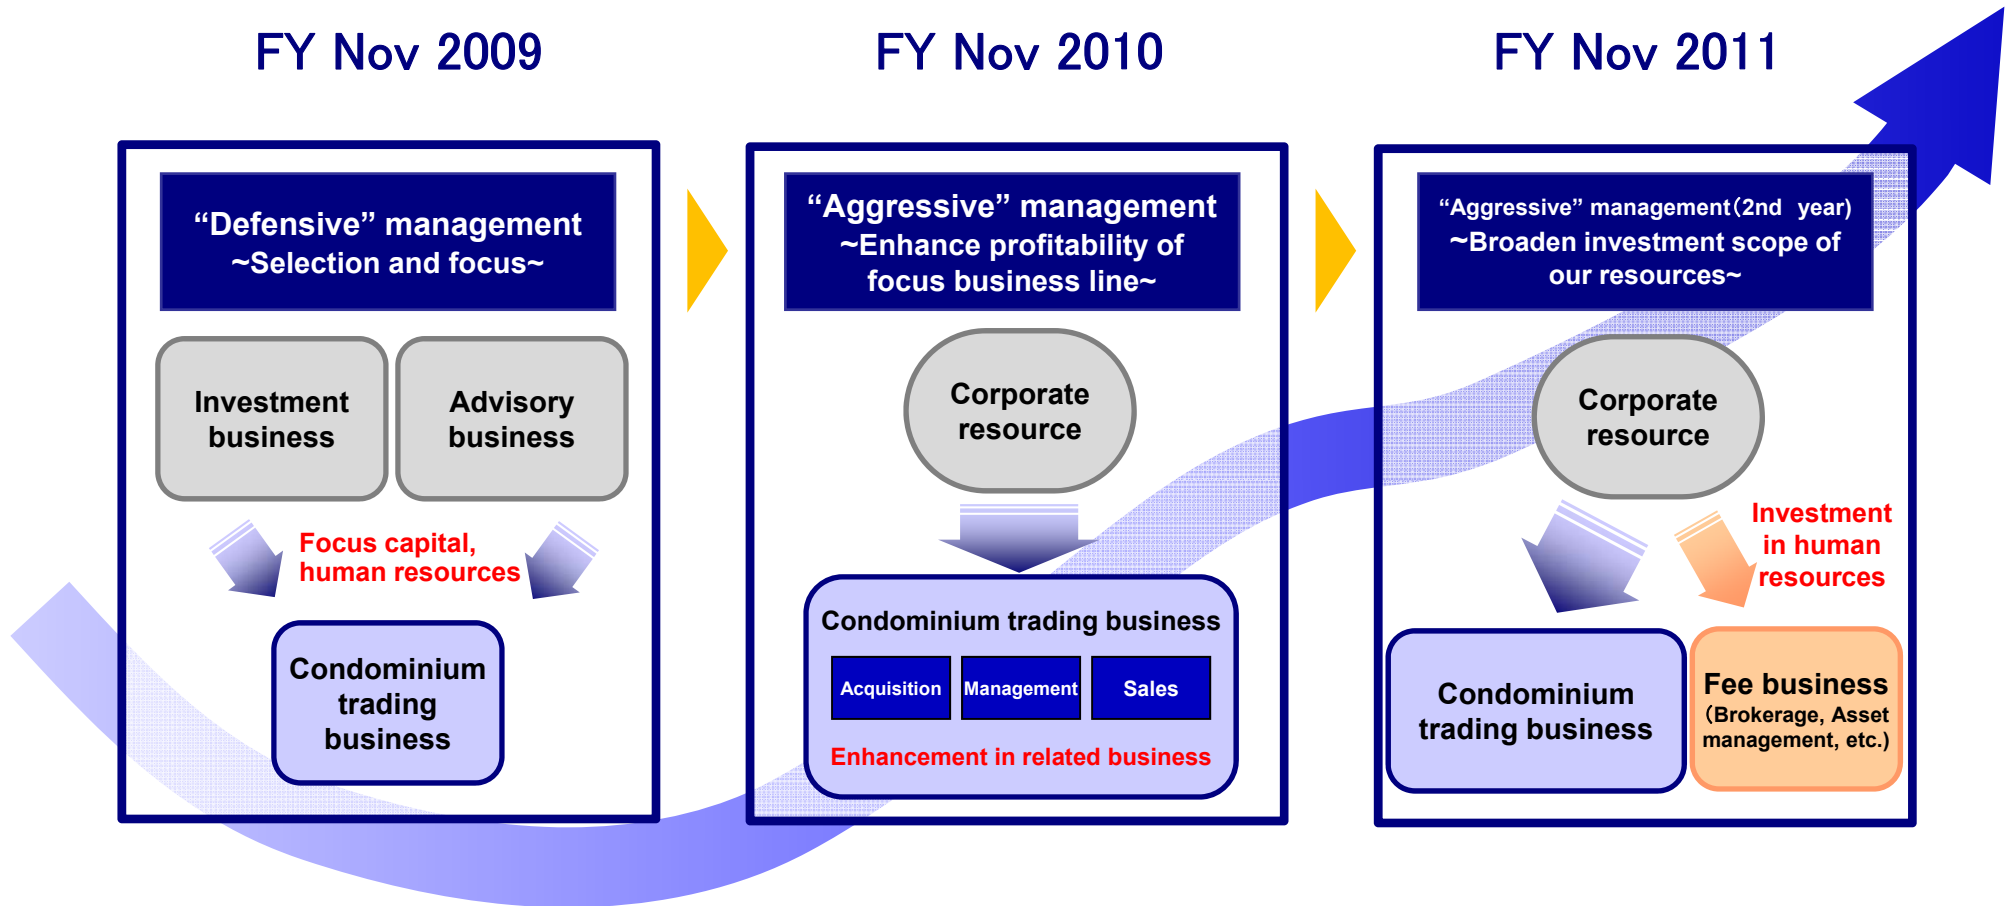 FY Nov 2009
FY Nov 2010
FY Nov 2011
“Defensive” management
~Selection and focus~
Investment
business
Advisory
business
Focus capital,
human resources
Condominium
trading
business
“Aggressive” management
~Enhance profitability of
focus business line~
Corporate
resource
Condominium trading business
Acquisition
Management
Sales
Enhancement in related business
“Aggressive” management（2nd year)
~Broaden investment scope of
our resources~
Corporate
resource
Investment
in human
resources
Condominium
trading business
Fee business
（Brokerage, Asset
management, etc.)